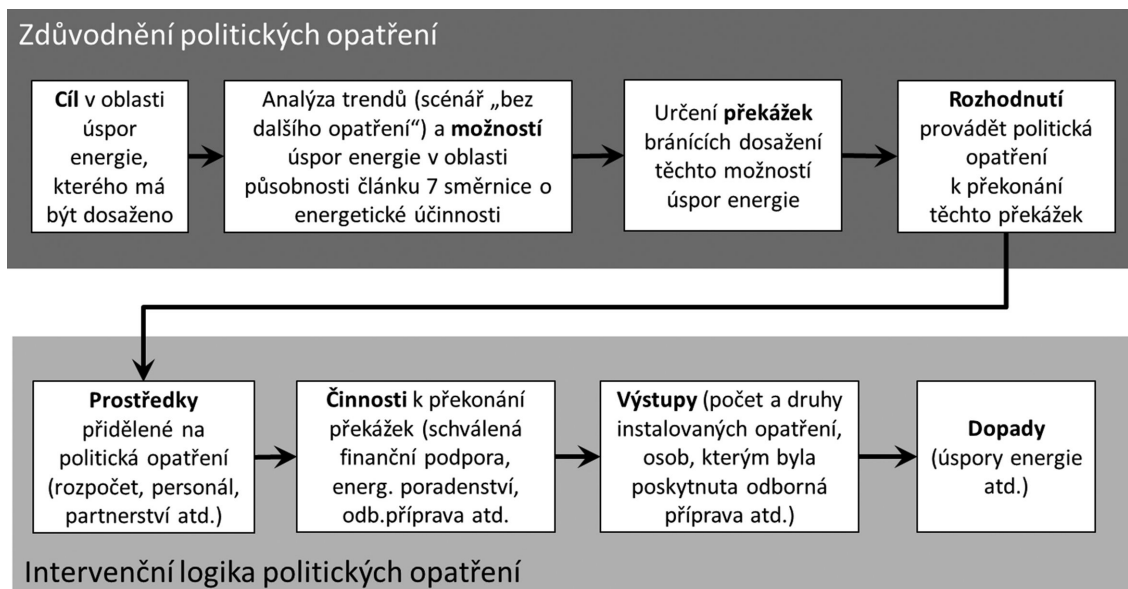 Zdůvodnění politických opatření
Cíl v oblasti
úspor
energie,
kterého má
být dosaženo
Analýza trendů (scénář „bez
dalšího opatření“) a možností
úspor energie v oblasti
působnosti článku 7 směrnice o
energetické účinnosti
Určení překážek
bránících dosažení
těchto možností
úspor energie
Rozhodnutí
provádět politická
opatření
k překonání
těchto překážek
Prostředky
přidělené na
politická opatření
(rozpočet, personál,
partnerství atd.)
Činnosti k překonání
překážek (schválená
finanční podpora,
energ. poradenství,
odb.příprava atd.
Výstupy (počet a druhy
instalovaných opatření,
osob, kterým byla
poskytnuta odborná
příprava atd.)
Dopady
(úspory energie
atd.)
Intervenční logika politických opatření